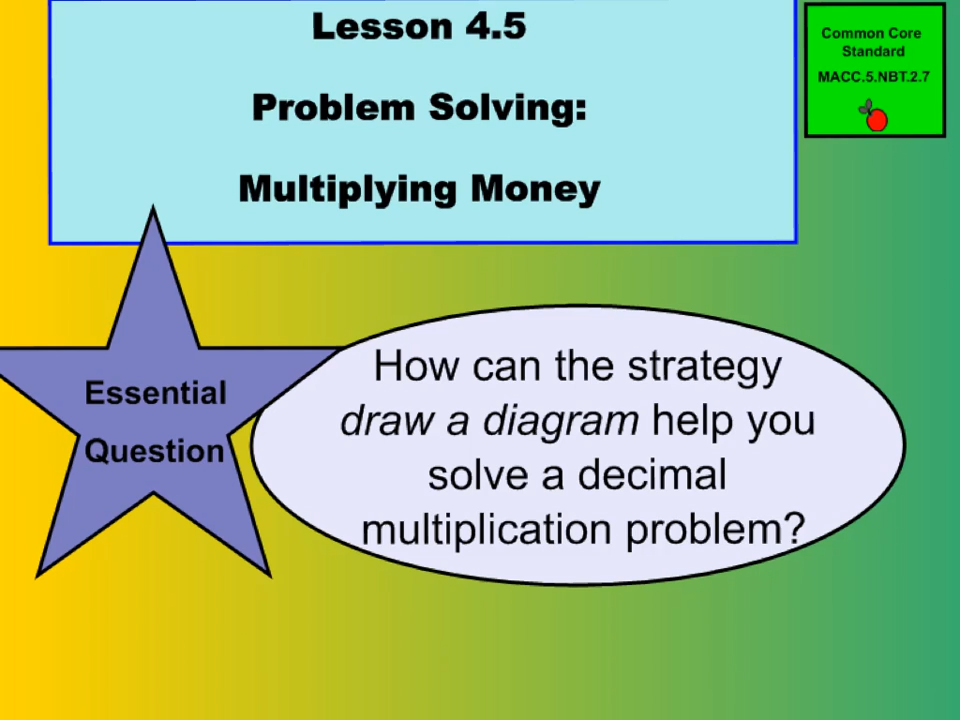 Lesson 4.5
Problem Solving:
Multiplying Money
Common Core
Standard
MACC.5.NBT.2.7
Essential
Question
How can the strategy
draw a diagram help you
solve a decimal
multiplication problem?